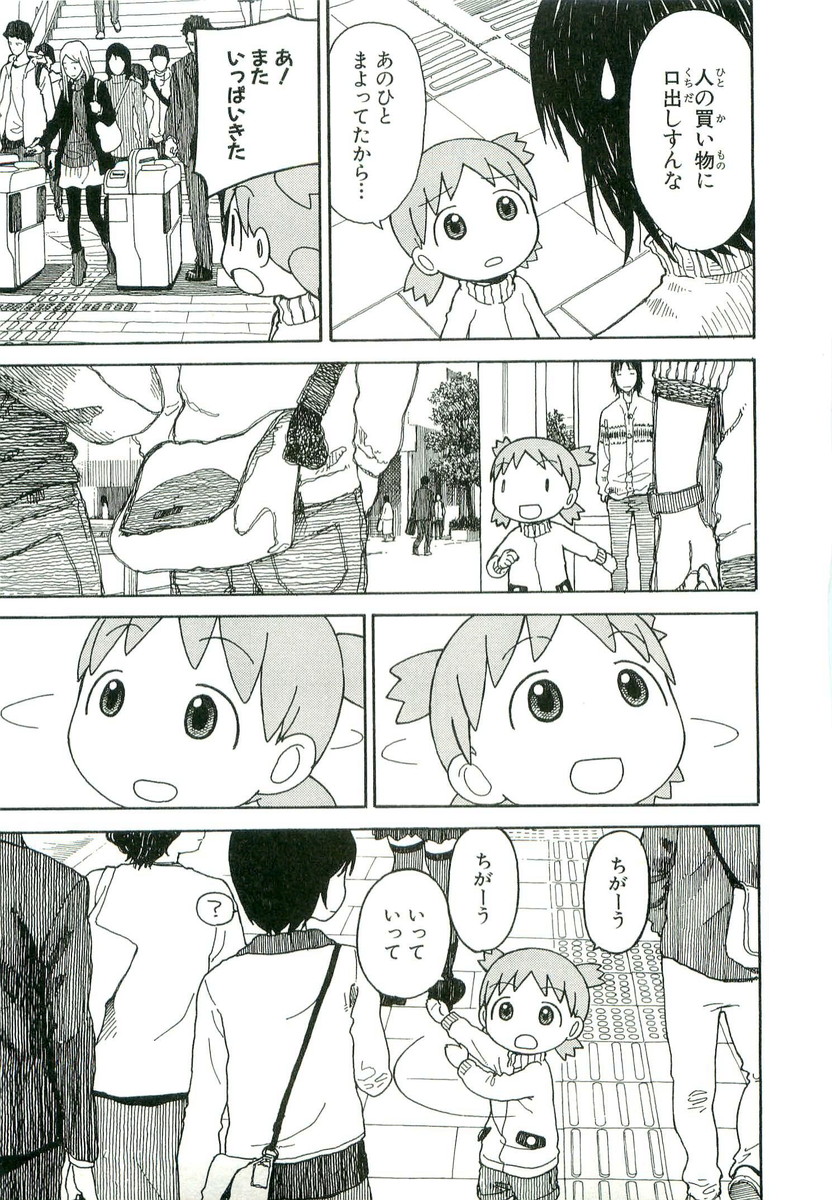 人の買い物に
口出しすんな
あのひと
まよってたから…
あ!
また
いっぱいきた
ちがーう
ちがーう
いって
いって
?